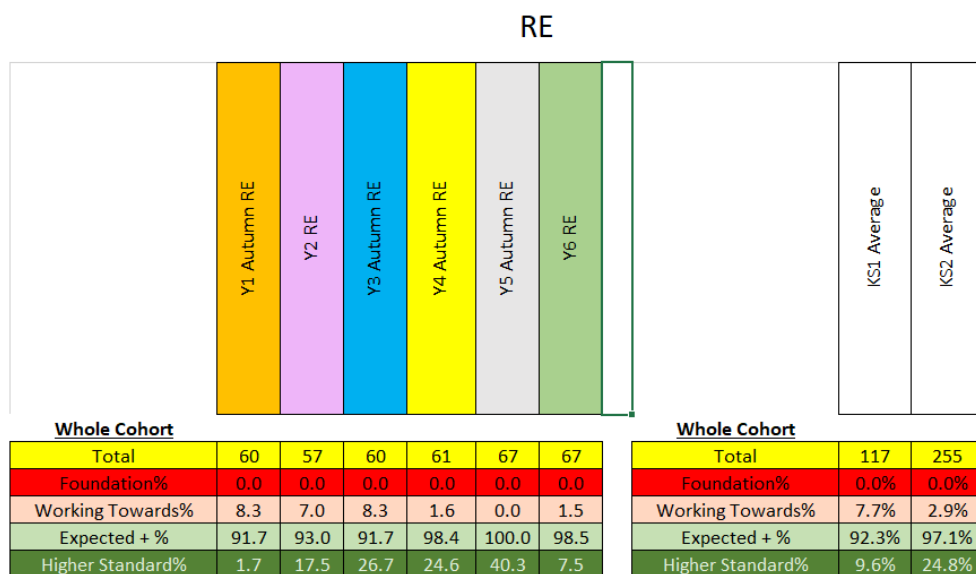 RE
Y1 Autumn RE
Y2 RE
Y3 Autumn RE
Y4 Autumn RE
Y5 Autumn RE
Y6 RE
KS1 Average
KS2 Average
Whole Cohort
Total 60 57 60 61 67 67
Foundation% 0.0 0.0 0.0 0.0 0.0 0.0
Working Towards% 8.3 7.0 8.3 1.6 0.0 1.5
Expected + % 91.7 93.0 91.7 98.4 100.0 98.5
Higher Standard% 1.7 17.5 26.7 24.6 40.3 7.5
Whole Cohort
Total 117 255
Foundation% 0.0% 0.0%
Working Towards% 7.7% 2.9%
Expected + % 92.3% 97.1%
Higher Standard% 9.6% 24.8%